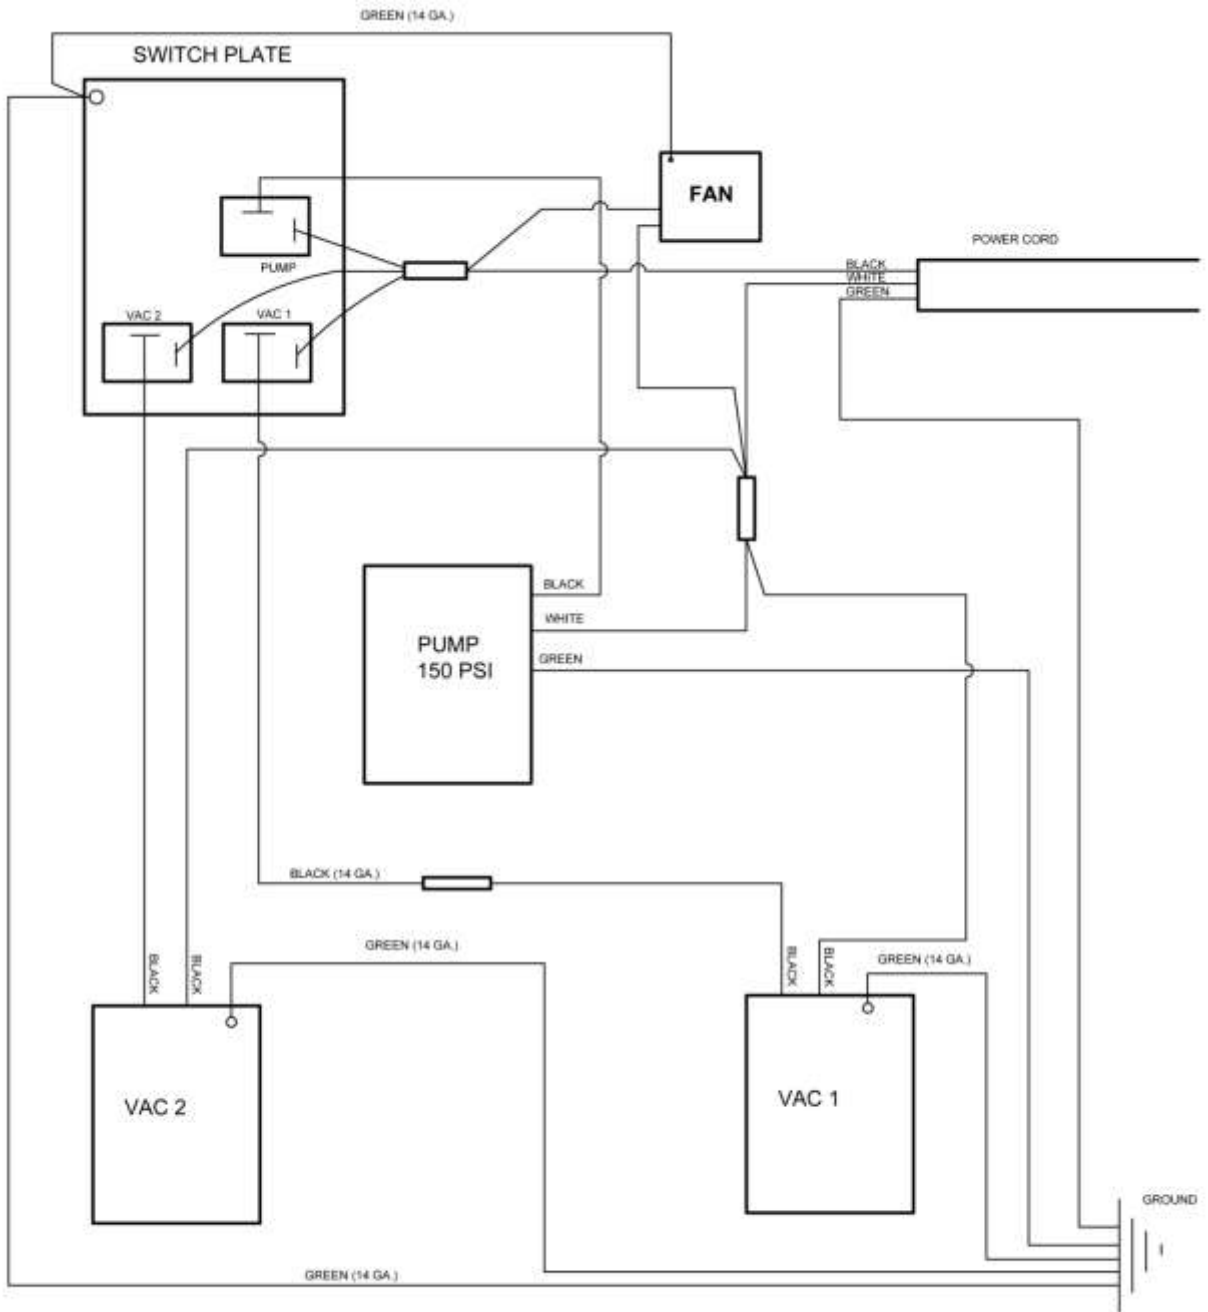 GREEN (14 GA.)
SWITCH PLATE
FAN
POWER CORD
BLACK
WHITE
GREEN
PUMP
VAC 2
VAC 1
BLACK
WHITE
GREEN
PUMP
150 PSI
BLACK (14 GA.)
GREEN (14 GA.)
GREEN (14 GA.)
BLACK
BLACK
BLACK
BLACK
VAC 2
VAC 1
GROUND
GREEN (14 GA.)